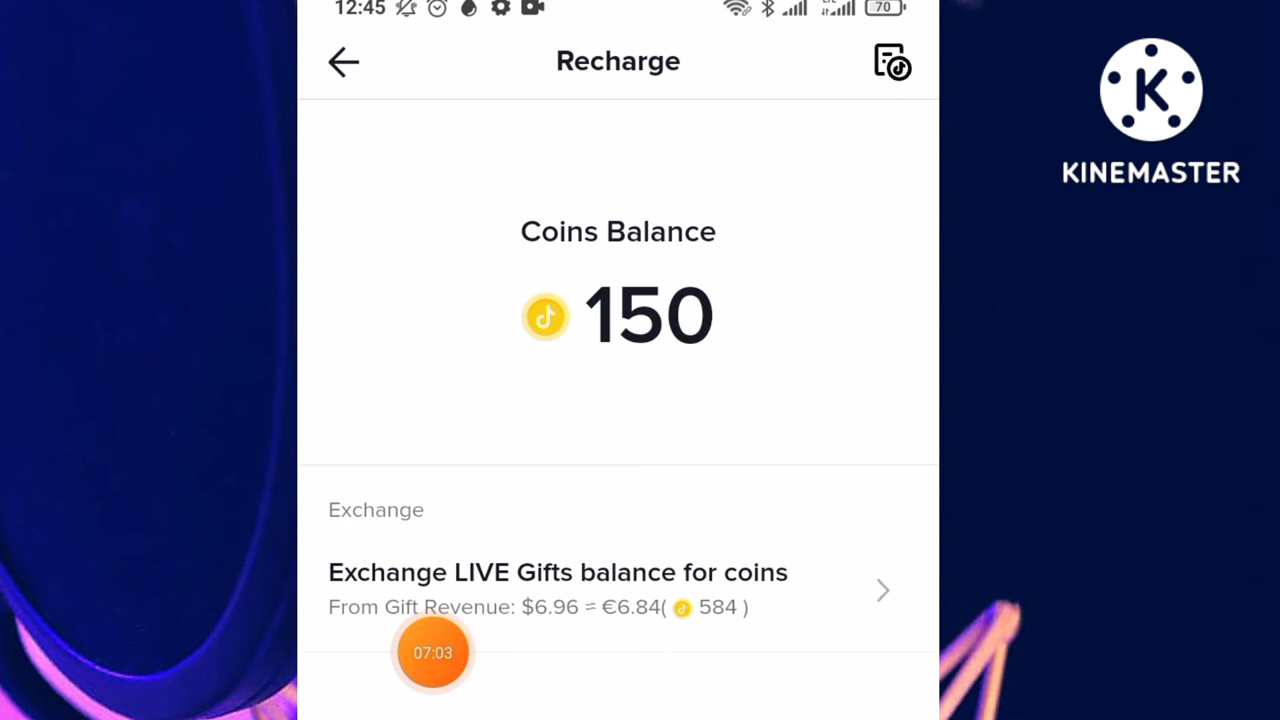 12:45
70
Recharge
K
KINEMASTER
Coins Balance
150
Exchange
Exchange LIVE Gifts balance for coins
From Gift Revenue: $6.96 ≈ €6.84( 584 )
07:03